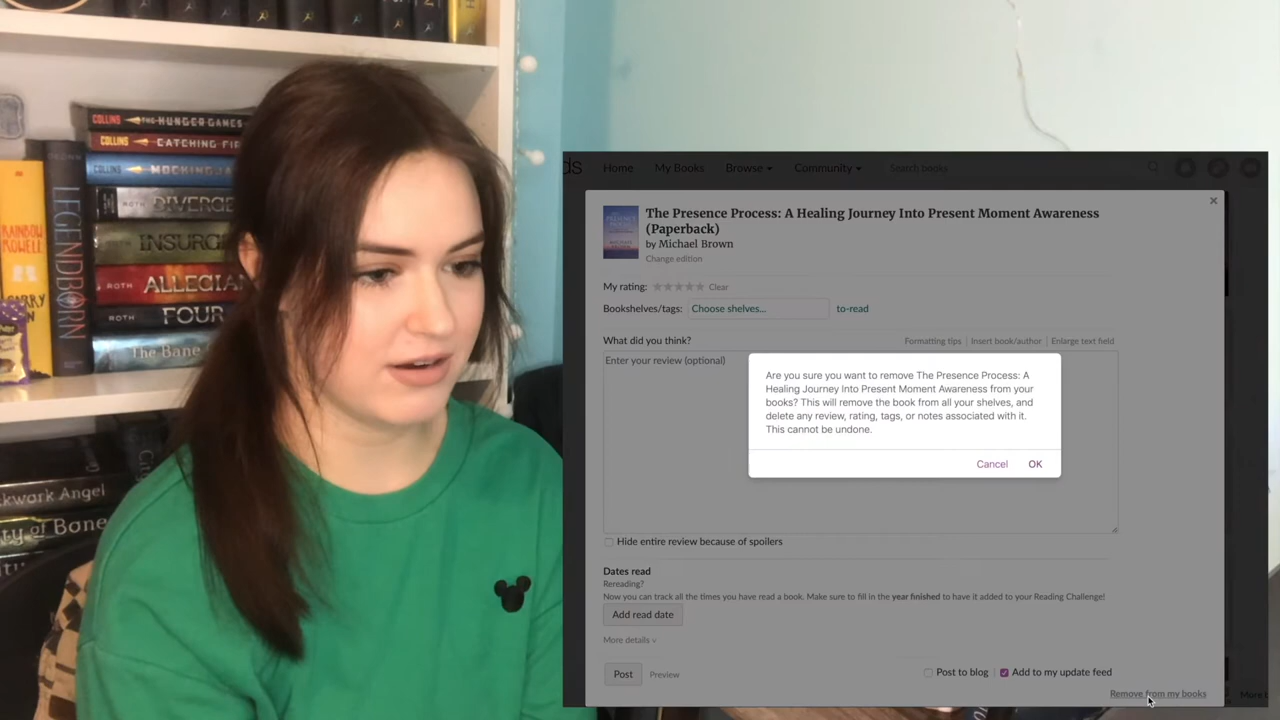 COLLINS THE HUNGER GAMES
COLLINS CATCHING FI
COLLINS MOCKINGJA
ROTH DIVERGE
ROTH INSURG
ROTH ALLEGIAN
ROTH FOUR
The Bane
RAINBOW
ROWELL
LEGENDBORN
ckwork Angel
ty of Bone
ds Home My Books Browse Community Search books
The Presence Process: A Healing Journey Into Present Moment Awareness
(Paperback)
by Michael Brown
Change edition
My rating: Clear
Bookshelves/tags: Choose shelves... to-read
What did you think? Formatting tips | Insert book/author | Enlarge text field
Enter your review (optional)
Are you sure you want to remove The Presence Process: A
Healing Journey Into Present Moment Awareness from your
books? This will remove the book from all your shelves, and
delete any review, rating, tags, or notes associated with it.
This cannot be undone.
Cancel OK
Hide entire review because of spoilers
Dates read
Rereading?
Now you can track all the times you have read a book. Make sure to fill in the year finished to have it added to your Reading Challenge!
Add read date
More details
Post Preview Post to blog Add to my update feed
Remove from my books